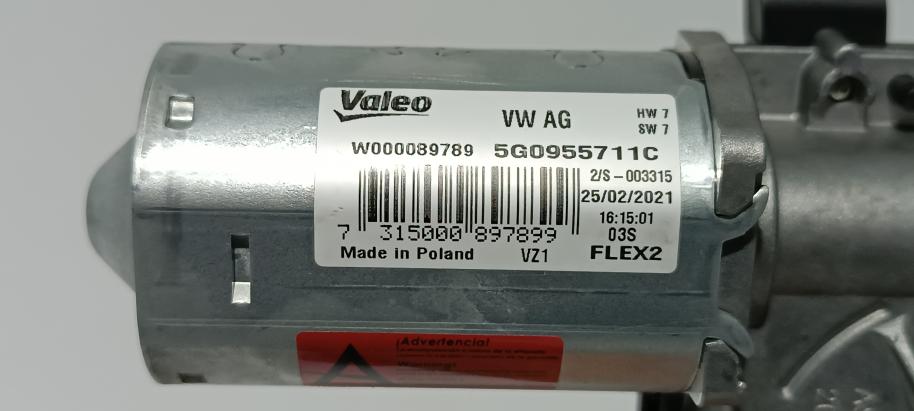 Valeo
VW AG
HW 7
SW 7
W000089789 5G0955711C
2/S-003315
25/02/2021
16:15:01
7 315000 897899
03S
Made in Poland VZ1 FLEX2
¡Advertencia!
Warning!